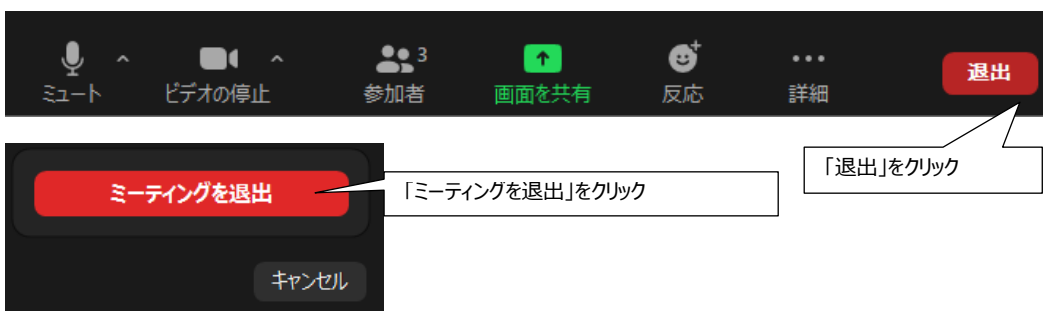 3
ミュート ビデオの停止 参加者 画面を共有 反応 詳細 退出
「退出」をクリック
ミーティングを退出 「ミーティングを退出」をクリック
キャンセル